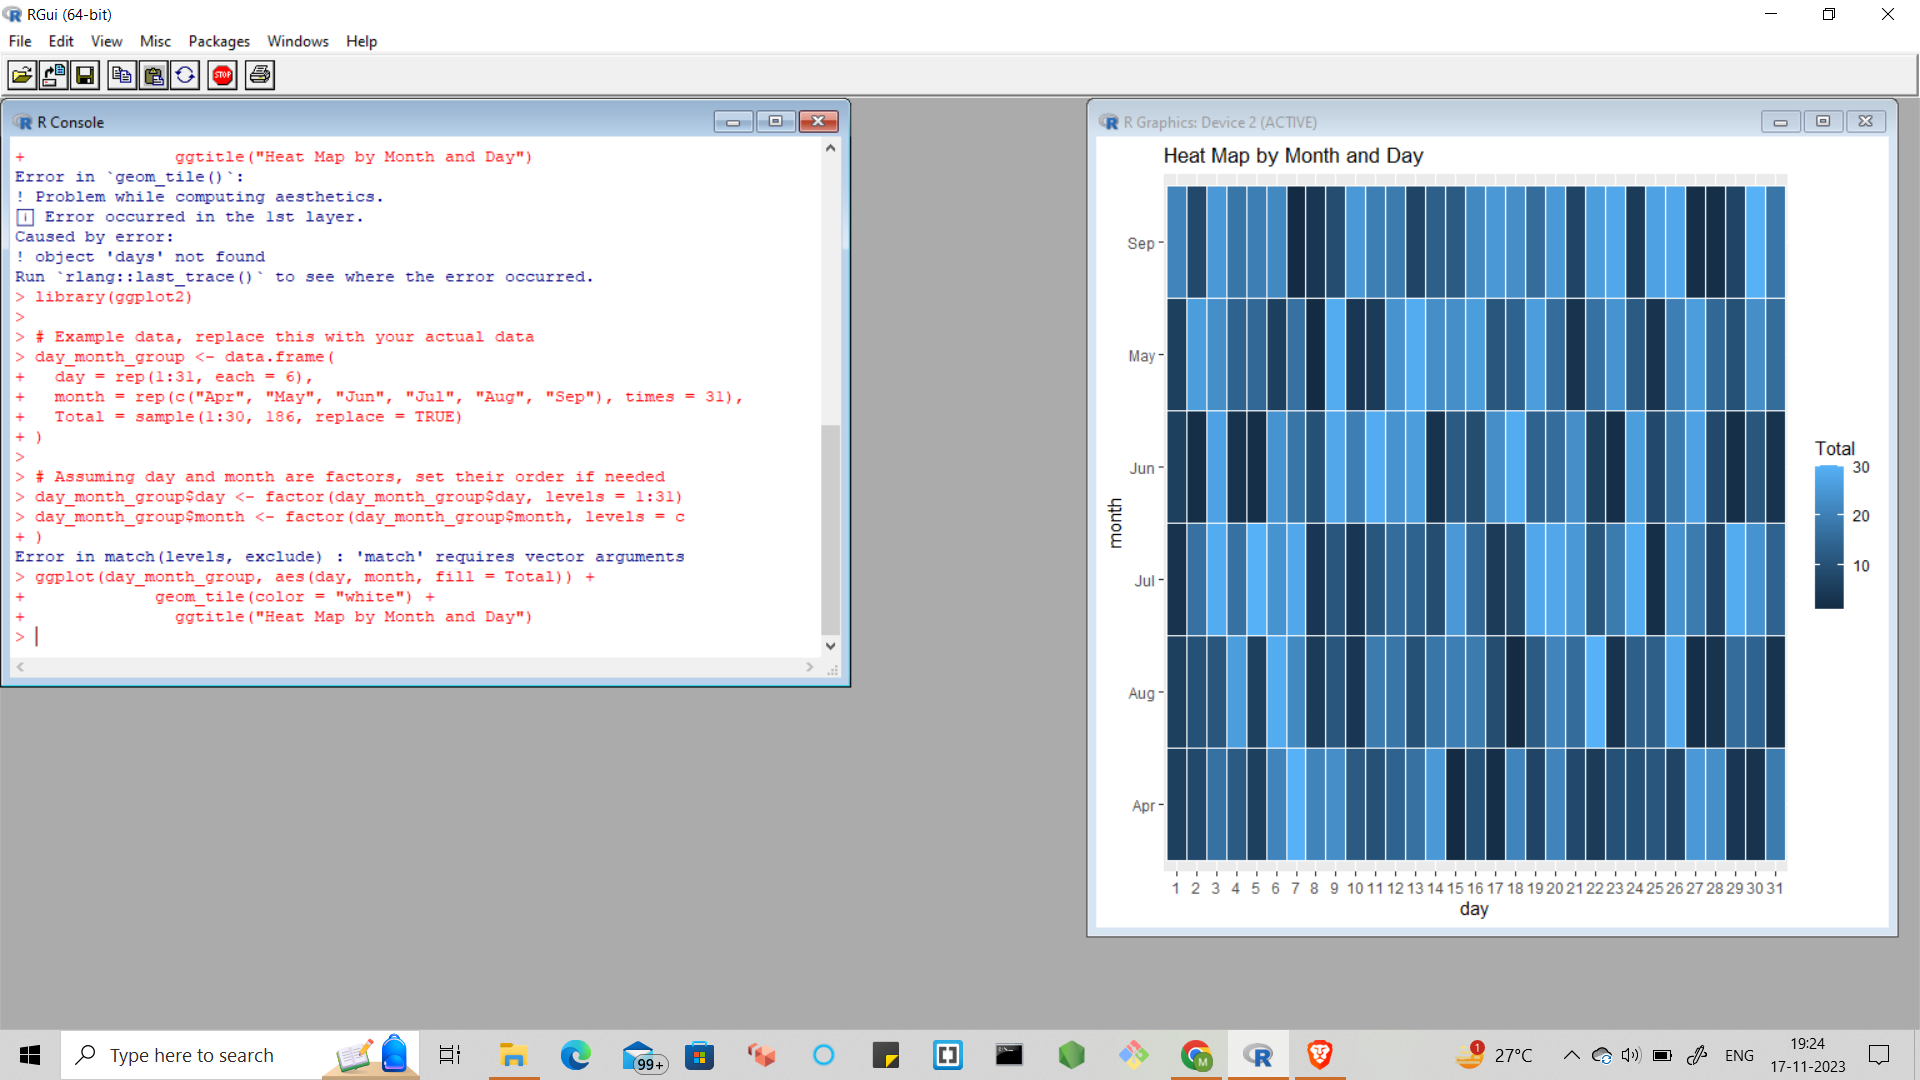 RGui (64-bit)
File Edit View Misc Packages Windows Help
STOP
R Console
+               ggtitle("Heat Map by Month and Day")
Error in `geom_tile()`:
! Problem while computing aesthetics.
i Error occurred in the 1st layer.
Caused by error:
! object 'days' not found
Run `rlang::last_trace()` to see where the error occurred.
> library(ggplot2)
>
> # Example data, replace this with your actual data
> day_month_group <- data.frame(
+   day = rep(1:31, each = 6),
+   month = rep(c("Apr", "May", "Jun", "Jul", "Aug", "Sep"), times = 31),
+   Total = sample(1:30, 186, replace = TRUE)
+ )
>
> # Assuming day and month are factors, set their order if needed
> day_month_group$day <- factor(day_month_group$day, levels = 1:31)
> day_month_group$month <- factor(day_month_group$month, levels = c
+ )
Error in match(levels, exclude) : 'match' requires vector arguments
> ggplot(day_month_group, aes(day, month, fill = Total)) +
+             geom_tile(color = "white") +
+               ggtitle("Heat Map by Month and Day")
>
R Graphics: Device 2 (ACTIVE)
Heat Map by Month and Day
Sep
May
Jun
Jul
Aug
Apr
month
1 2 3 4 5 6 7 8 9 10 11 12 13 14 15 16 17 18 19 20 21 22 23 24 25 26 27 28 29 30 31
day
Total
30
20
10
Type here to search
99+
M
R
1
27°C
ENG
19:24
17-11-2023